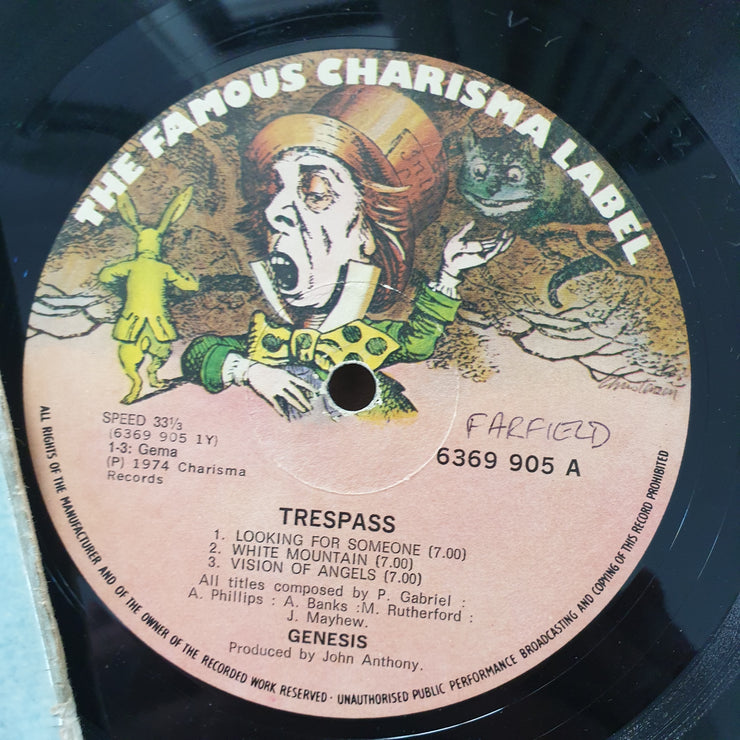 THE FAMOUS CHARISMA LABEL
SPEED 33⅓
(6369 905 1Y)
1-3: Gema
(P) 1974 Charisma
Records
FARFIELD
6369 905 A
TRESPASS
1. LOOKING FOR SOMEONE (7.00)
2. WHITE MOUNTAIN (7.00)
3. VISION OF ANGELS (7.00)
All titles composed by P. Gabriel :
A. Phillips : A. Banks :M. Rutherford :
J. Mayhew.
GENESIS
Produced by John Anthony.
ALL RIGHTS OF THE MANUFACTURER AND OF THE OWNER OF THE RECORDED WORK RESERVED · UNAUTHORISED PUBLIC PERFORMANCE BROADCASTING AND COPYING OF THIS RECORD PROHIBITED